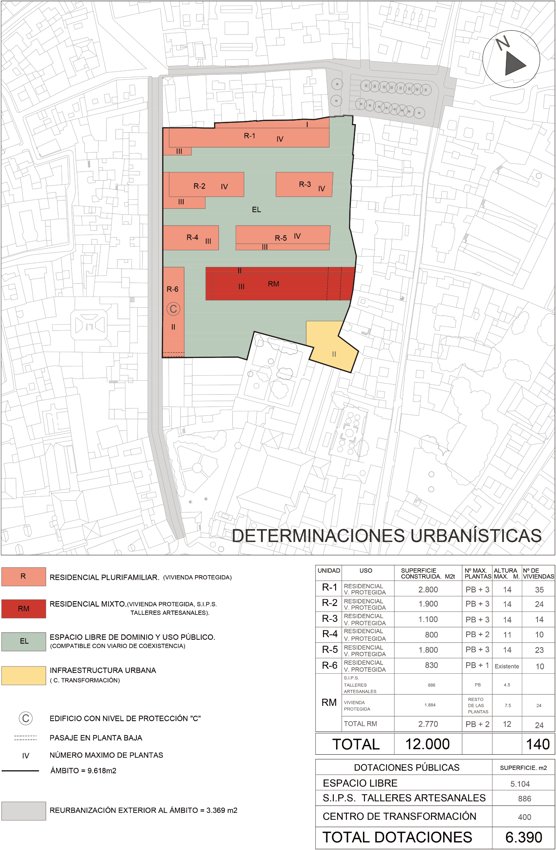 N
I
R-1
IV
III
R-2
IV
R-3
IV
III
EL
R-4
III
R-5
IV
III
II
R-6
III
RM
C
II
II
DETERMINACIONES URBANÍSTICAS
R RESIDENCIAL PLURIFAMILIAR. (VIVIENDA PROTEGIDA)
RM RESIDENCIAL MIXTO.(VIVIENDA PROTEGIDA, S.I.P.S.
TALLERES ARTESANALES).
EL ESPACIO LIBRE DE DOMINIO Y USO PÚBLICO.
(COMPATIBLE CON VIARIO DE COEXISTENCIA)
INFRAESTRUCTURA URBANA
( C. TRANSFORMACIÓN)
C EDIFICIO CON NIVEL DE PROTECCIÓN "C"
PASAJE EN PLANTA BAJA
IV NÚMERO MAXIMO DE PLANTAS
ÁMBITO = 9.618m2
REURBANIZACIÓN EXTERIOR AL ÁMBITO = 3.369 m2
UNIDAD USO SUPERFICIE CONSTRUIDA. M2t Nº MAX. PLANTAS ALTURA MAX. M. Nº DE VIVIENDAS
R-1 RESIDENCIAL V. PROTEGIDA 2.800 PB + 3 14 35
R-2 RESIDENCIAL V. PROTEGIDA 1.900 PB + 3 14 24
R-3 RESIDENCIAL V. PROTEGIDA 1.100 PB + 3 14 14
R-4 RESIDENCIAL V. PROTEGIDA 800 PB + 2 11 10
R-5 RESIDENCIAL V. PROTEGIDA 1.800 PB + 3 14 23
R-6 RESIDENCIAL V. PROTEGIDA 830 PB + 1 Existente 10
RM S.I.P.S. TALLERES ARTESANALES 886 PB 4.5
VIVIENDA PROTEGIDA 1.884 RESTO DE LAS PLANTAS 7.5 24
TOTAL RM 2.770 PB + 2 12 24
TOTAL 12.000 140
DOTACIONES PÚBLICAS SUPERFICIE. m2
ESPACIO LIBRE 5.104
S.I.P.S. TALLERES ARTESANALES 886
CENTRO DE TRANSFORMACIÓN 400
TOTAL DOTACIONES 6.390